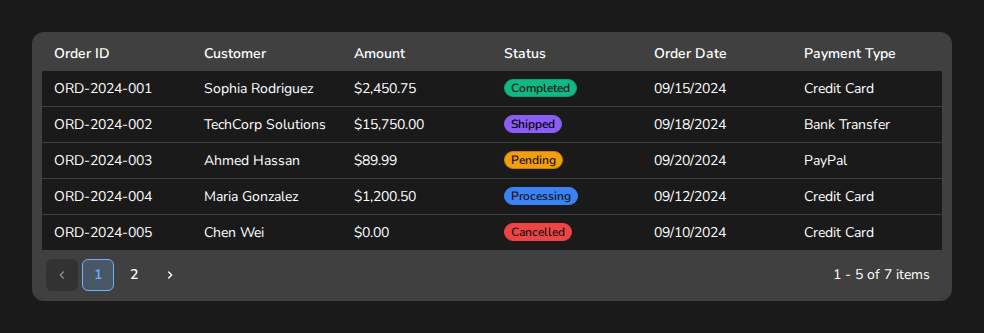 Order ID Customer Amount Status Order Date Payment Type
ORD-2024-001 Sophia Rodriguez $2,450.75 Completed 09/15/2024 Credit Card
ORD-2024-002 TechCorp Solutions $15,750.00 Shipped 09/18/2024 Bank Transfer
ORD-2024-003 Ahmed Hassan $89.99 Pending 09/20/2024 PayPal
ORD-2024-004 Maria Gonzalez $1,200.50 Processing 09/12/2024 Credit Card
ORD-2024-005 Chen Wei $0.00 Cancelled 09/10/2024 Credit Card
1 2 1 - 5 of 7 items